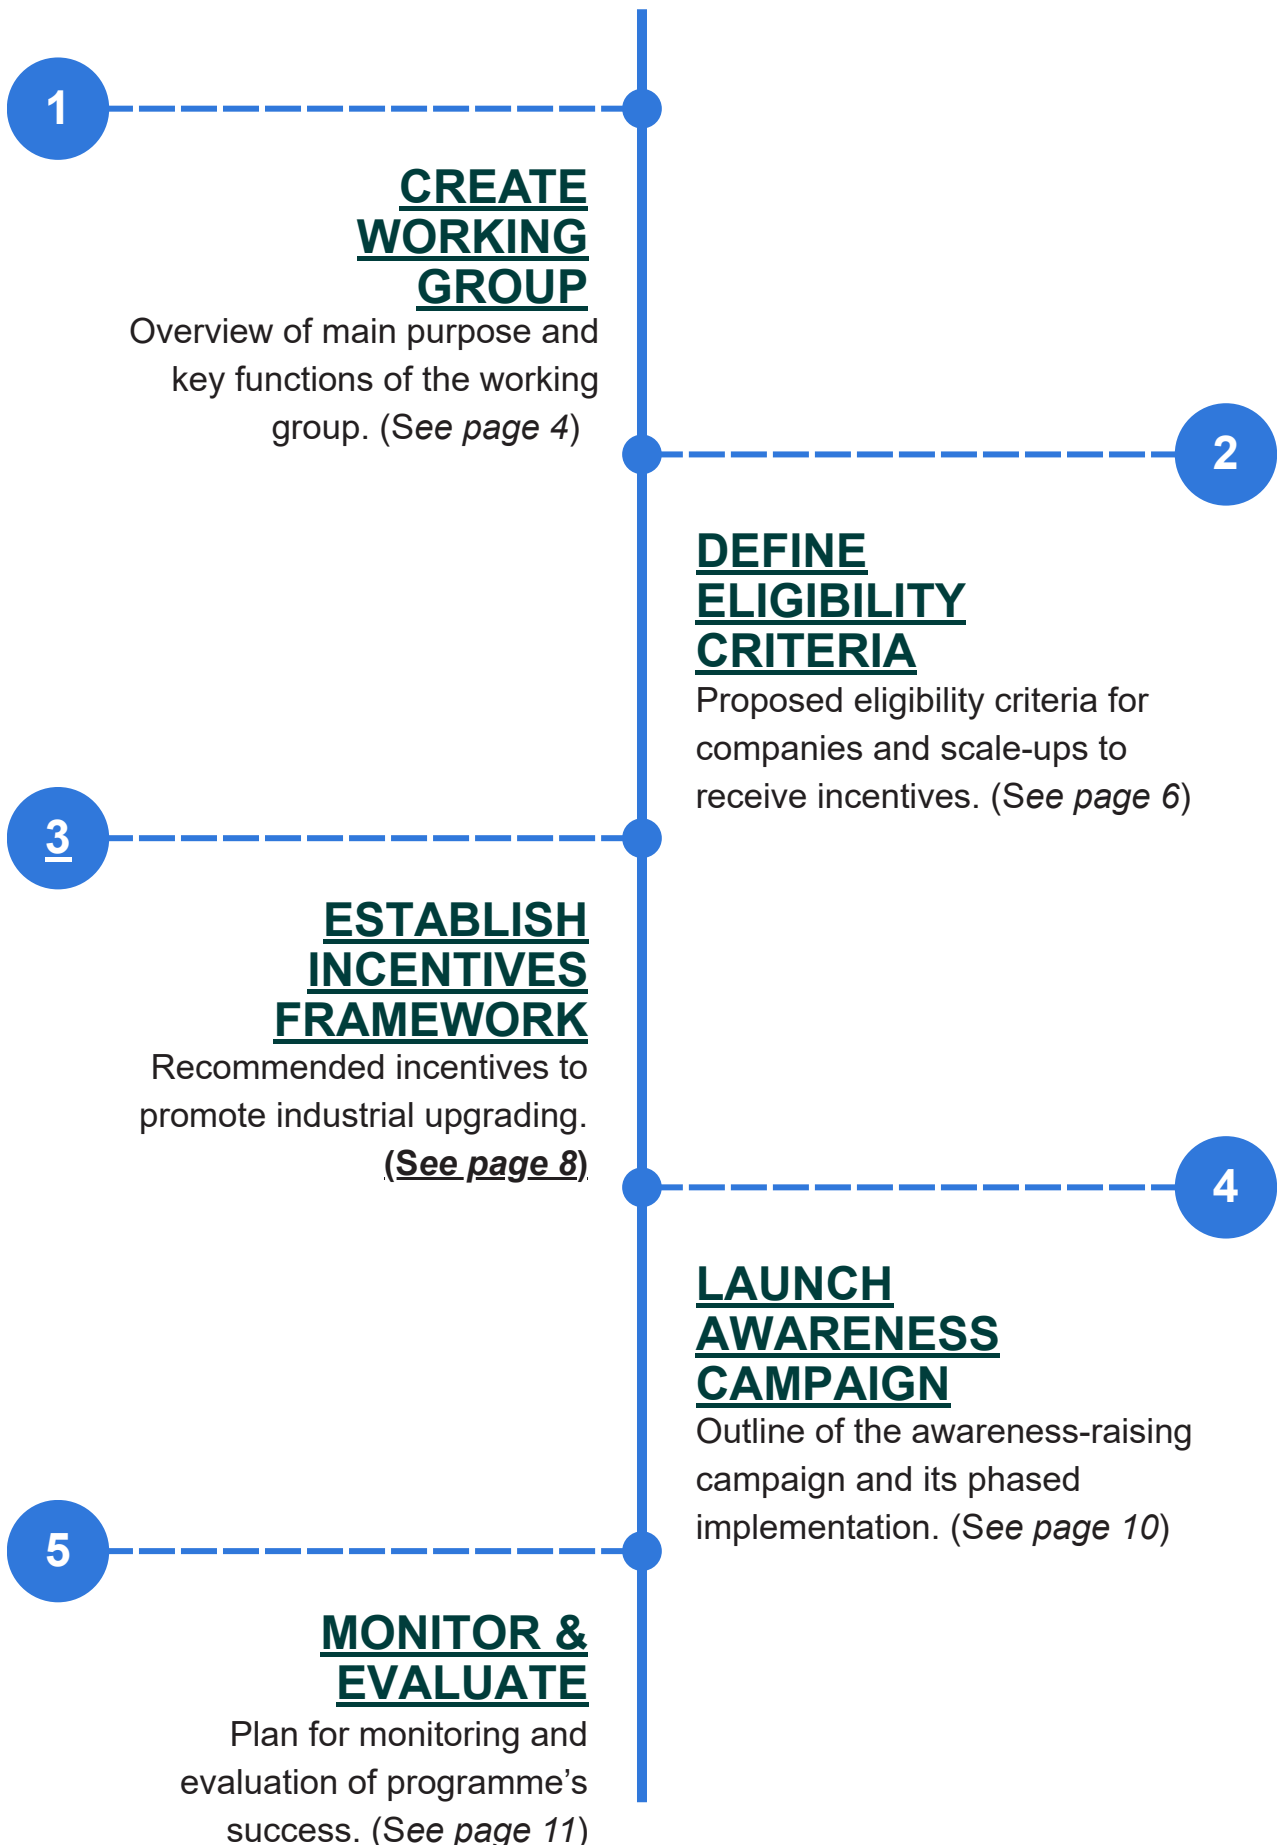 1
CREATE
WORKING
GROUP
Overview of main purpose and
key functions of the working
group. (See page 4)
2
DEFINE
ELIGIBILITY
CRITERIA
Proposed eligibility criteria for
companies and scale-ups to
receive incentives. (See page 6)
3
ESTABLISH
INCENTIVES
FRAMEWORK
Recommended incentives to
promote industrial upgrading.
(See page 8)
4
LAUNCH
AWARENESS
CAMPAIGN
Outline of the awareness-raising
campaign and its phased
implementation. (See page 10)
5
MONITOR &
EVALUATE
Plan for monitoring and
evaluation of programme’s
success. (See page 11)